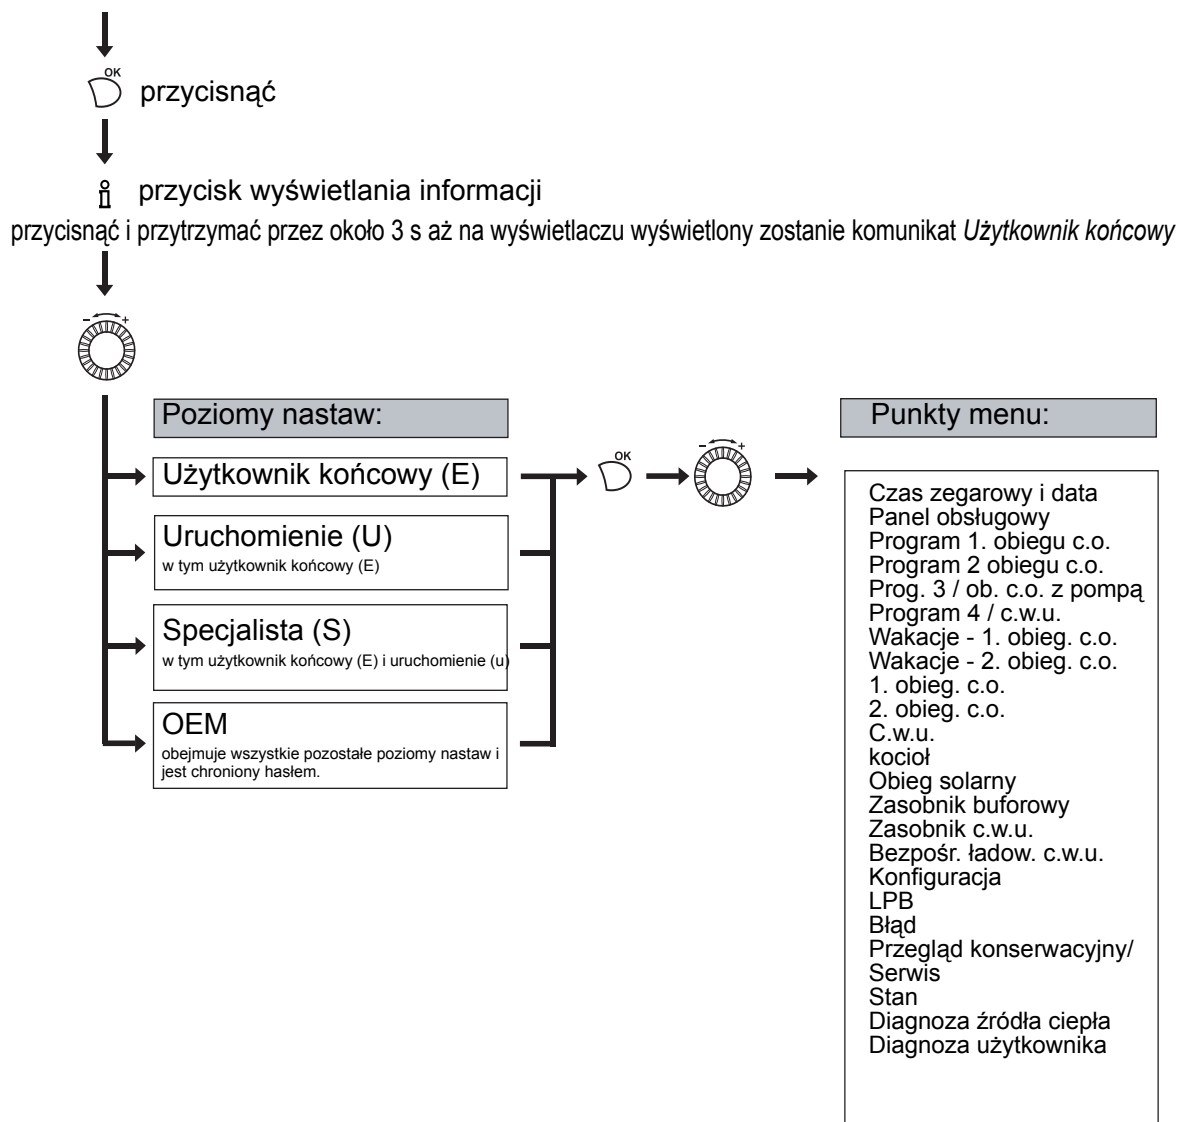 OK
przycisnąć
przycisk wyświetlania informacji
przycisnąć i przytrzymać przez około 3 s aż na wyświetlaczu wyświetlony zostanie komunikat Użytkownik końcowy
- +
Poziomy nastaw:
Użytkownik końcowy (E)
Uruchomienie (U)
w tym użytkownik końcowy (E)
Specjalista (S)
w tym użytkownik końcowy (E) i uruchomienie (u)
OEM
obejmuje wszystkie pozostałe poziomy nastaw i
jest chroniony hasłem.
OK
- +
Punkty menu:
Czas zegarowy i data
Panel obsługowy
Program 1. obiegu c.o.
Program 2 obiegu c.o.
Prog. 3 / ob. c.o. z pompą
Program 4 / c.w.u.
Wakacje - 1. obieg. c.o.
Wakacje - 2. obieg. c.o.
1. obieg. c.o.
2. obieg. c.o.
C.w.u.
kocioł
Obieg solarny
Zasobnik buforowy
Zasobnik c.w.u.
Bezpośr. ładow. c.w.u.
Konfiguracja
LPB
Błąd
Przegląd konserwacyjny/
Serwis
Stan
Diagnoza źródła ciepła
Diagnoza użytkownika